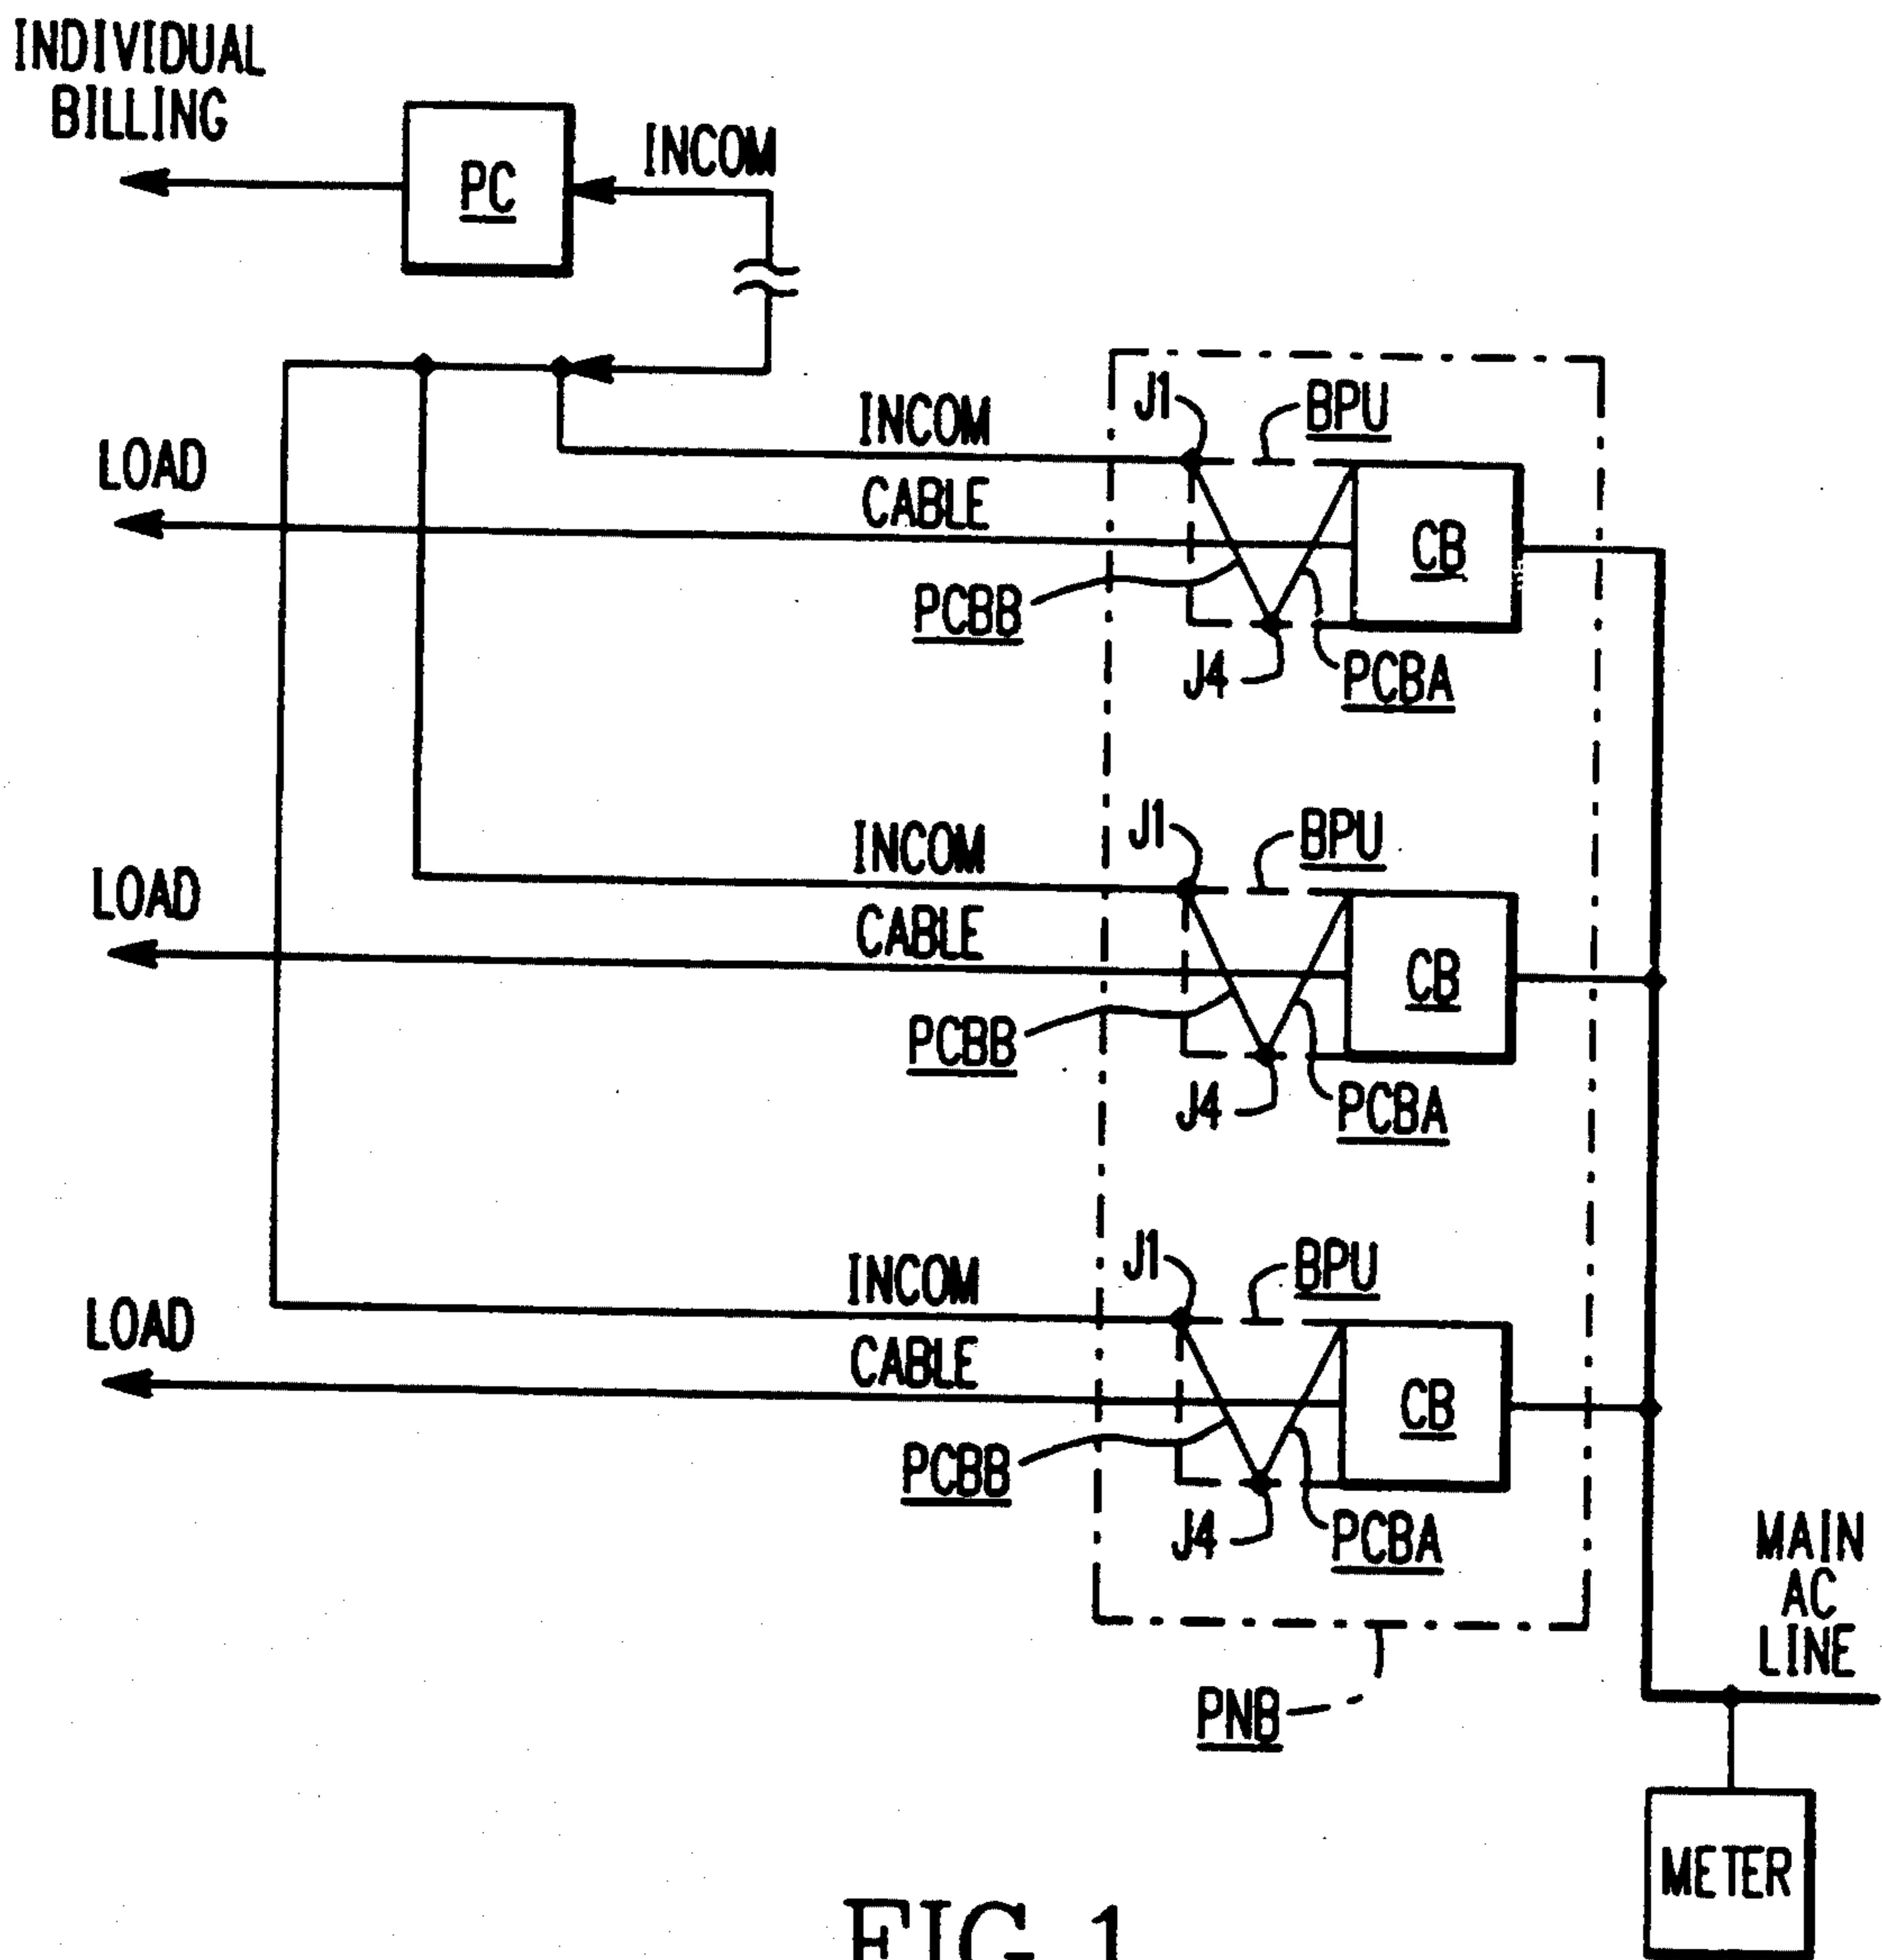 INDIVIDUAL
BILLING
PC
INCOM
J1
BPU
INCOM
LOAD
CABLE
CB
PCBB
J4
PCBA
J1
BPU
INCOM
LOAD
CABLE
CB
PCBB
J4
PCBA
J1
BPU
INCOM
LOAD
CABLE
CB
PCBB
J4
PCBA
MAIN
AC
LINE
PNB
METER
FIG. 1